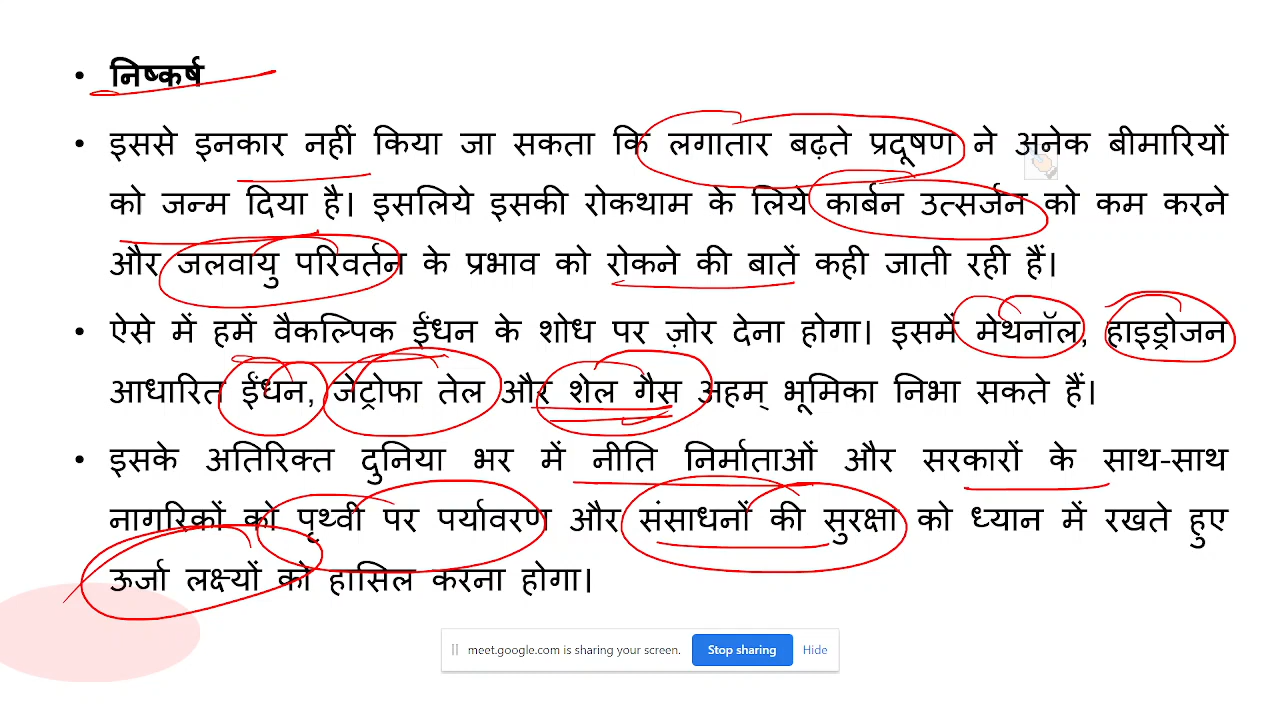 • निष्कर्ष
• इससे इनकार नहीं किया जा सकता कि लगातार बढ़ते प्रदूषण ने अनेक बीमारियों
को जन्म दिया है। इसलिये इसकी रोकथाम के लिये कार्बन उत्सर्जन को कम करने
और जलवायु परिवर्तन के प्रभाव को रोकने की बातें कही जाती रही हैं।
• ऐसे में हमें वैकल्पिक ईंधन के शोध पर ज़ोर देना होगा। इसमें मेथनॉल, हाइड्रोजन
आधारित ईंधन, जेट्रोफा तेल और शेल गैस अहम् भूमिका निभा सकते हैं।
• इसके अतिरिक्त दुनिया भर में नीति निर्माताओं और सरकारों के साथ-साथ
नागरिकों को पृथ्वी पर पर्यावरण और संसाधनों की सुरक्षा को ध्यान में रखते हुए
ऊर्जा लक्ष्यों को हासिल करना होगा।
meet.google.com is sharing your screen. Stop sharing Hide